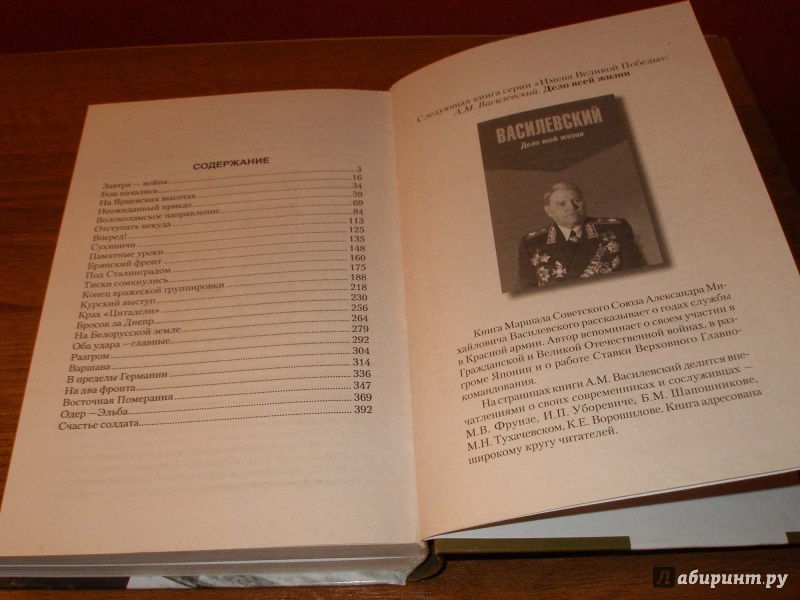 СОДЕРЖАНИЕ
Завтра — война 3
Бои начались 16
На Ярцевских высотах 34
Неожиданный приказ 59
Волоколамское направление 69
Отступать некуда 84
Вперед! 113
Сухиничи 125
Памятные уроки 135
Брянский фронт 148
Под Сталинградом 160
Тиски сомкнулись 175
Конец вражеской группировки 188
Курский выступ 218
Крах «Цитадели» 230
Бросок за Днепр 256
На Белорусской земле 264
Оба удара —главные 279
Разгром 292
Варшава 304
В пределы Германии 314
На два фронта 336
Восточная Померания 347
Одер —Эльба 369
Счастье солдата 392
Следующая книга серии «Имена Великой Победы»:
А.М. Василевский. Дело всей жизни
ВАСИЛЕВСКИЙ
Дело всей жизни
Книга Маршала Советского Союза Александра Ми-
хайловича Василевского рассказывает о годах службы
в Красной армии. Автор вспоминает о своем участии в
Гражданской и Великой Отечественной войнах, в раз-
громе Японии и о работе Ставки Верховного Главно-
командования.
На страницах книги А.М. Василевский делится впе-
чатлениями о своих современниках и сослуживцах —
М.В. Фрунзе, И.П. Уборевиче, Б.М. Шапошникове,
М.Н. Тухачевском, К.Е. Ворошилове. Книга адресована
широкому кругу читателей.
Лабиринт.ру